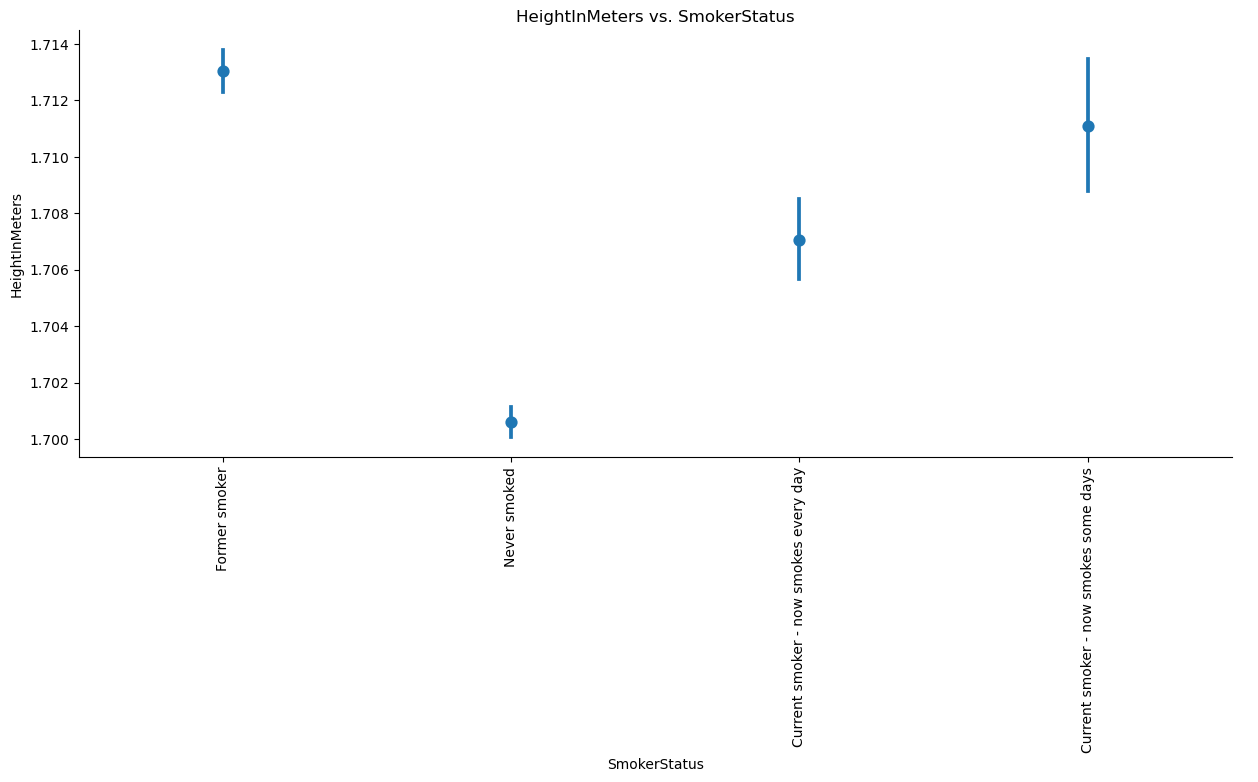 HeightInMeters vs. SmokerStatus
HeightInMeters
1.714
1.712
1.710
1.708
1.706
1.704
1.702
1.700
Former smoker
Never smoked
Current smoker - now smokes every day
Current smoker - now smokes some days
SmokerStatus